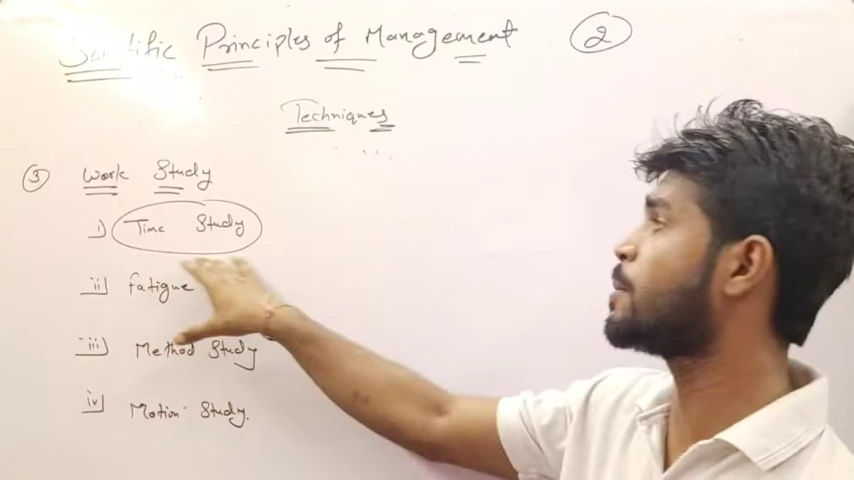 Scientific Principles of Management 2
Techniques
3 Work Study
i) Time Study
ii) Fatigue
iii) Method Study
iv) Motion Study.